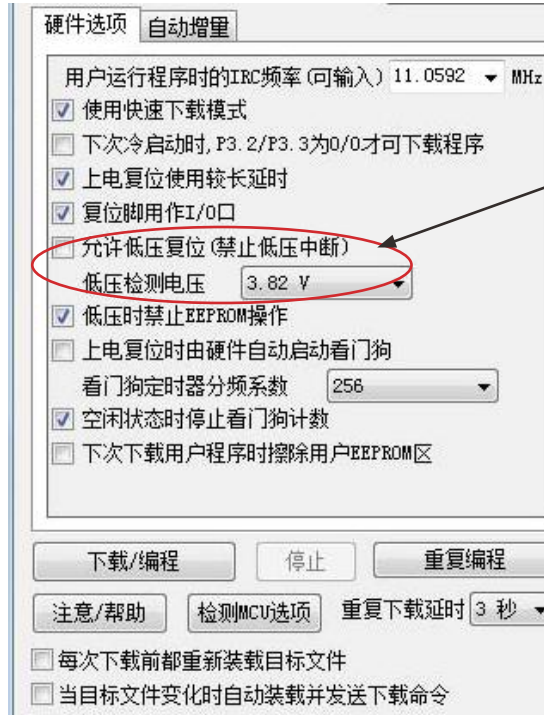 硬件选项 自动增量
用户运行程序时的IRC频率(可输入) 11.0592 MHz
使用快速下载模式
下次冷启动时,P3.2/P3.3为0/0才可下载程序
上电复位使用较长延时
复位脚用作I/O口
允许低压复位(禁止低压中断)
低压检测电压 3.82 V
低压时禁止EEPROM操作
上电复位时由硬件自动启动看门狗
看门狗定时器分频系数 256
空闲状态时停止看门狗计数
下次下载用户程序时擦除用户EEPROM区
下载/编程 停止 重复编程
注意/帮助 检测MCU选项 重复下载延时 3 秒
每次下载前都重新装载目标文件
当目标文件变化时自动装载并发送下载命令